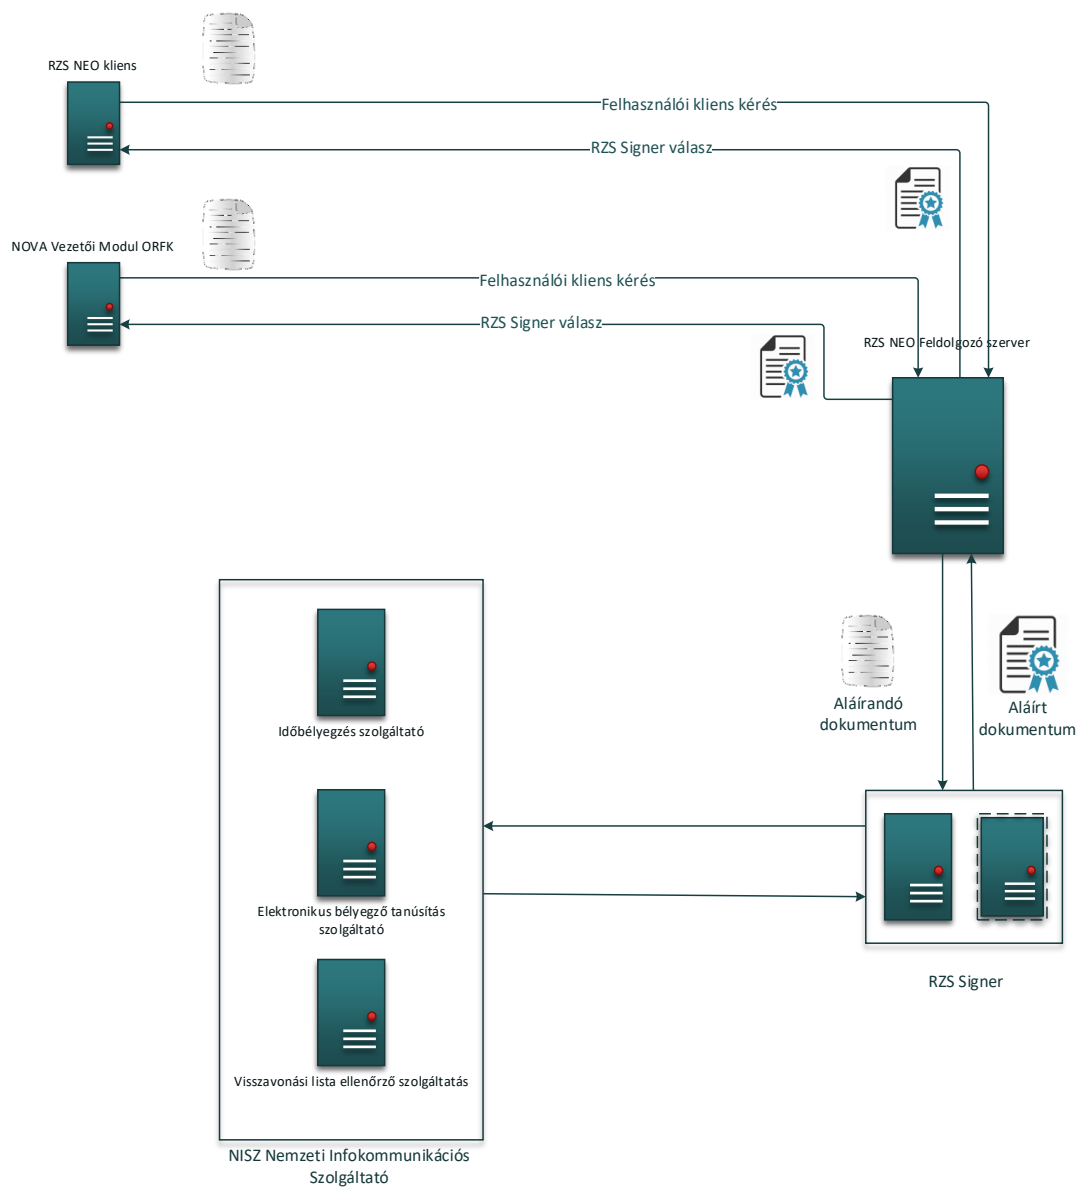 RZS NEO kliens
Felhasználói kliens kérés
RZS Signer válasz
NOVA Vezetői Modul ORFK
Felhasználói kliens kérés
RZS Signer válasz
RZS NEO Feldolgozó szerver
Aláírandó
dokumentum
Aláírt
dokumentum
Időbélyegzés szolgáltató
Elektronikus bélyegző tanúsítás
szolgáltató
RZS Signer
Visszavonási lista ellenőrző szolgáltatás
NISZ Nemzeti Infokommunikációs
Szolgáltató